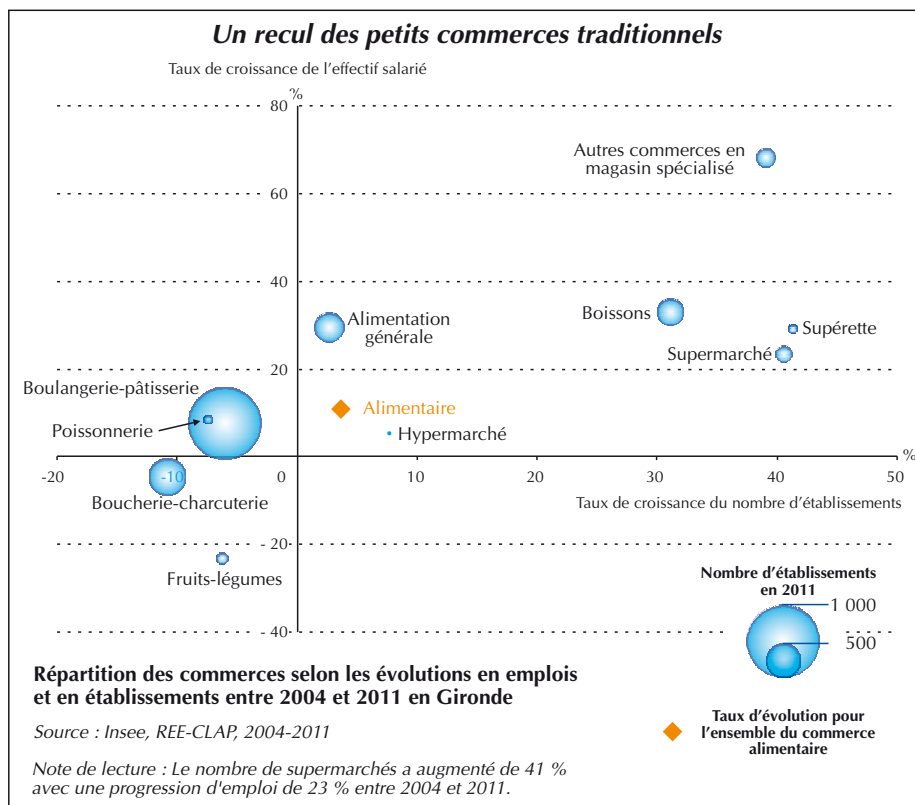 Un recul des petits commerces traditionnels
Taux de croissance de l'effectif salarié
%
80
Autres commerces en
magasin spécialisé
60
40
Alimentation
générale
Boissons
Supérette
Supermarché
20
Boulangerie-pâtisserie
Poissonnerie
Alimentaire
Hypermarché
%
-20
-10
0
10
20
30
40
50
Taux de croissance du nombre d'établissements
Boucherie-charcuterie
- 20
Fruits-légumes
- 40
Nombre d'établissements
en 2011
1 000
500
Répartition des commerces selon les évolutions en emplois
et en établissements entre 2004 et 2011 en Gironde
Source : Insee, REE-CLAP, 2004-2011
Taux d'évolution pour
l'ensemble du commerce
alimentaire
Note de lecture : Le nombre de supermarchés a augmenté de 41 %
avec une progression d'emploi de 23 % entre 2004 et 2011.